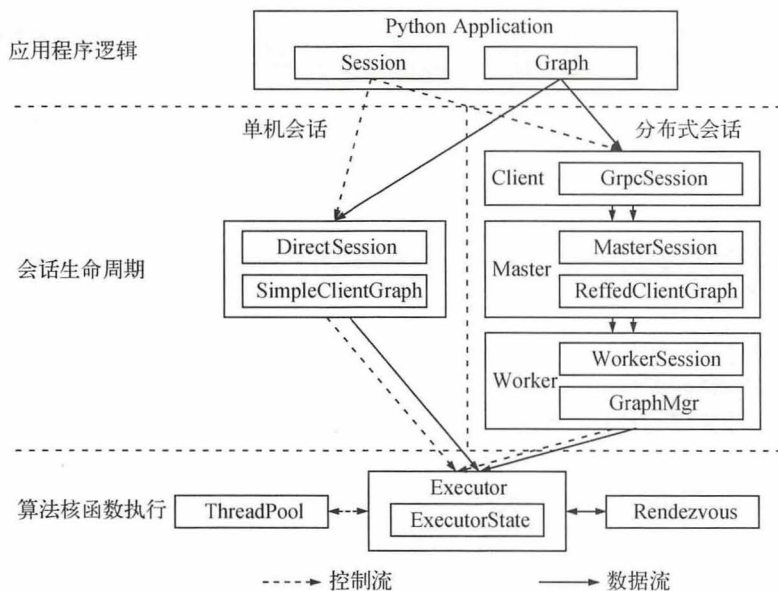 应用程序逻辑
Python Application
Session
Graph
单机会话
分布式会话
会话生命周期
DirectSession
SimpleClientGraph
Client
GrpcSession
Master
MasterSession
ReffedClientGraph
Worker
WorkerSession
GraphMgr
算法核函数执行
ThreadPool
Executor
ExecutorState
Rendezvous
控制流
数据流